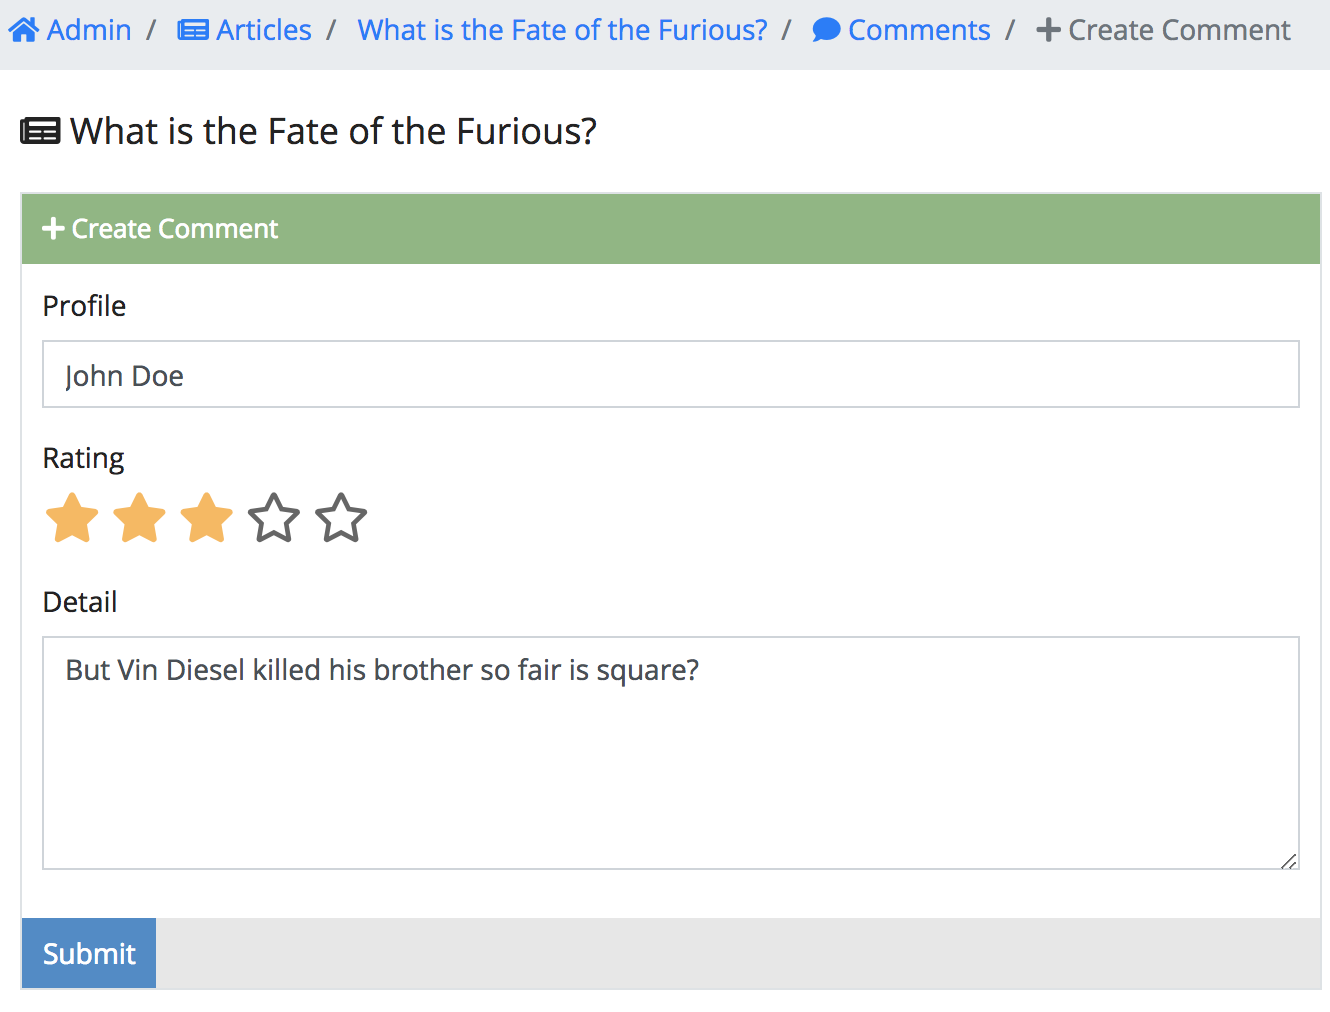 Admin / Articles / What is the Fate of the Furious? / Comments / Create Comment
What is the Fate of the Furious?
Create Comment
Profile
John Doe
Rating
Detail
But Vin Diesel killed his brother so fair is square?
Submit